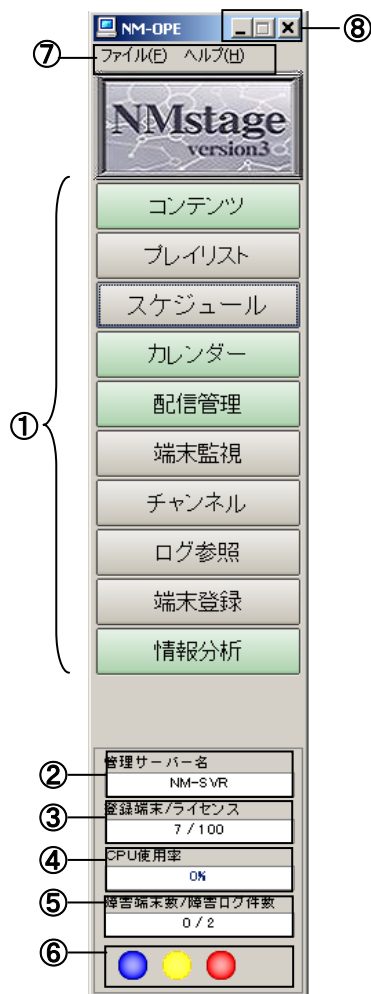 NM-OPE
⑧
⑦
ファイル(F) ヘルプ(H)
NMstage
version3
①
コンテンツ
プレイリスト
スケジュール
カレンダー
配信管理
端末監視
チャンネル
ログ参照
端末登録
情報分析
②
管理サーバー名
NM-SVR
③
登録端末/ライセンス
7 / 100
④
CPU使用率
0%
⑤
障害端末数/障害ログ件数
0 / 2
⑥